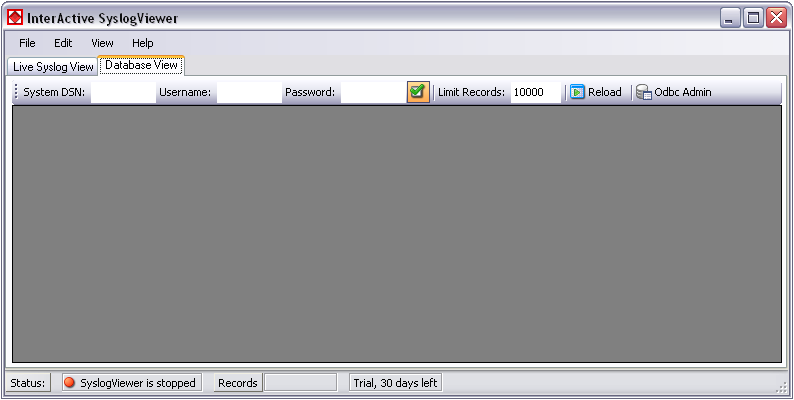 InterActive SyslogViewer
File Edit View Help
Live Syslog View Database View
System DSN: Username: Password: Limit Records: 10000 Reload Odbc Admin
Status: SyslogViewer is stopped Records Trial, 30 days left